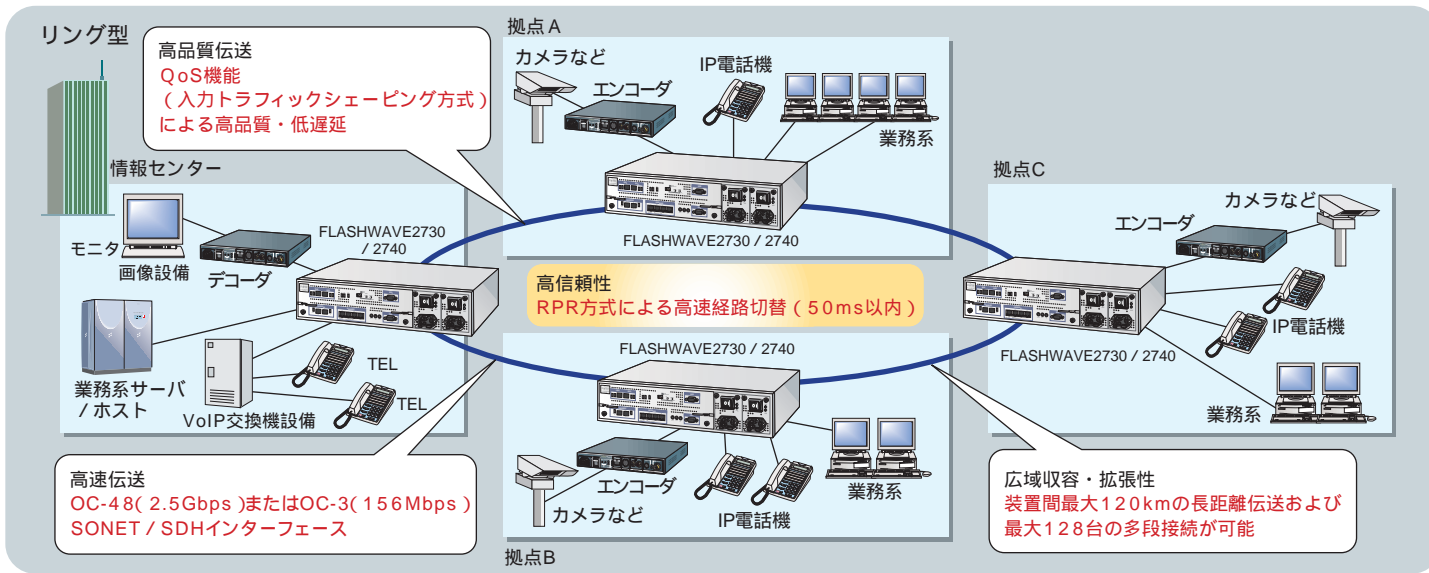 リング型
高品質伝送
QoS機能
(入力トラフィックシェーピング方式)
による高品質・低遅延
拠点A
カメラなど
エンコーダ
IP電話機
業務系
FLASHWAVE2730 / 2740
情報センター
モニタ
画像設備
デコーダ
FLASHWAVE2730
/ 2740
業務系サーバ
/ ホスト
VoIP交換機設備
TEL
TEL
高信頼性
RPR方式による高速経路切替(50ms以内)
拠点C
カメラなど
エンコーダ
IP電話機
FLASHWAVE2730 / 2740
業務系
FLASHWAVE2730 / 2740
エンコーダ
カメラなど
IP電話機
業務系
拠点B
高速伝送
OC-48(2.5Gbps)またはOC-3(156Mbps)
SONET / SDHインターフェース
広域収容・拡張性
装置間最大120kmの長距離伝送および
最大128台の多段接続が可能